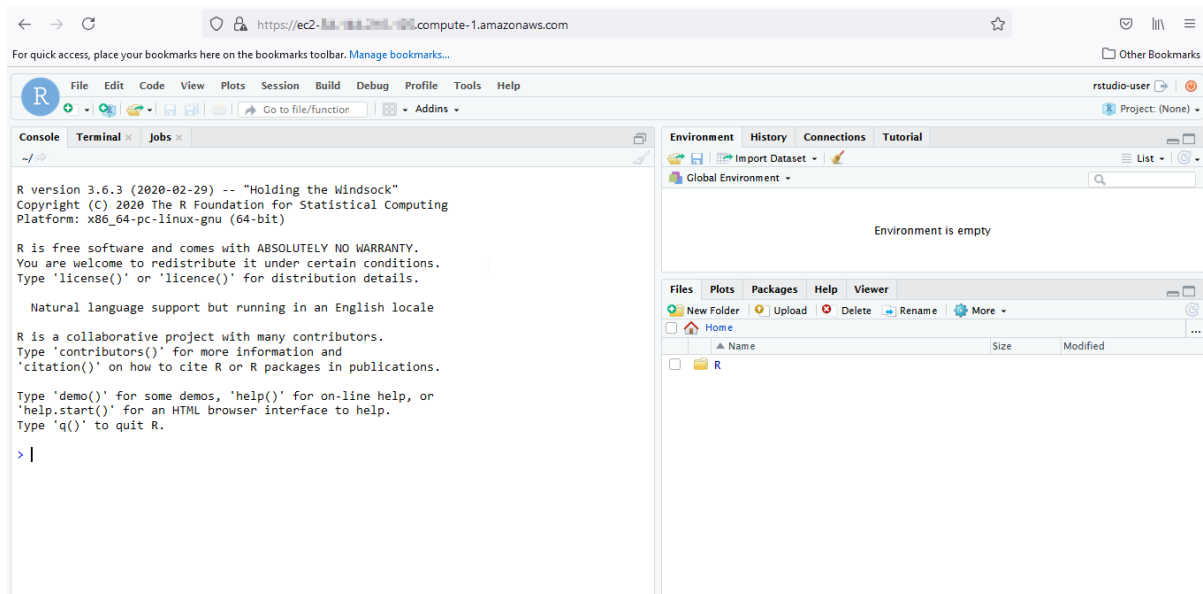 https://ec2-.compute-1.amazonaws.com
For quick access, place your bookmarks here on the bookmarks toolbar. Manage bookmarks...
Other Bookmarks
R
File Edit Code View Plots Session Build Debug Profile Tools Help
rstudio-user
Go to file/function
Addins
Project: (None)
Console Terminal Jobs
~/
R version 3.6.3 (2020-02-29) -- "Holding the Windsock"
Copyright (C) 2020 The R Foundation for Statistical Computing
Platform: x86_64-pc-linux-gnu (64-bit)
R is free software and comes with ABSOLUTELY NO WARRANTY.
You are welcome to redistribute it under certain conditions.
Type 'license()' or 'licence()' for distribution details.
Natural language support but running in an English locale
R is a collaborative project with many contributors.
Type 'contributors()' for more information and
'citation()' on how to cite R or R packages in publications.
Type 'demo()' for some demos, 'help()' for on-line help, or
'help.start()' for an HTML browser interface to help.
Type 'q()' to quit R.
>
Environment History Connections Tutorial
Import Dataset
List
Global Environment
Environment is empty
Files Plots Packages Help Viewer
New Folder Upload Delete Rename More
Home
...
Name Size Modified
R